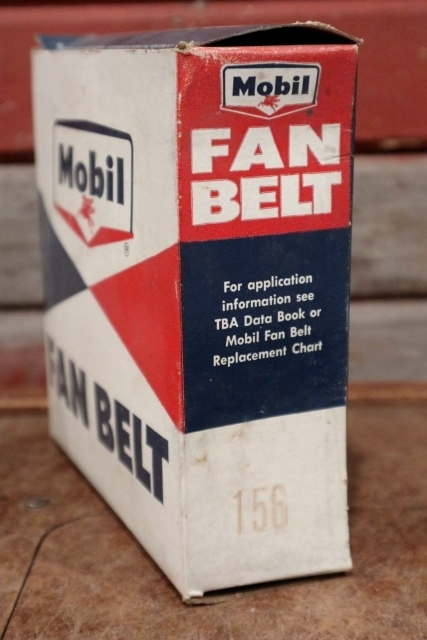 Mobil
®
FAN BELT
Mobil
FAN
BELT
For application
information see
TBA Data Book or
Mobil Fan Belt
Replacement Chart
156